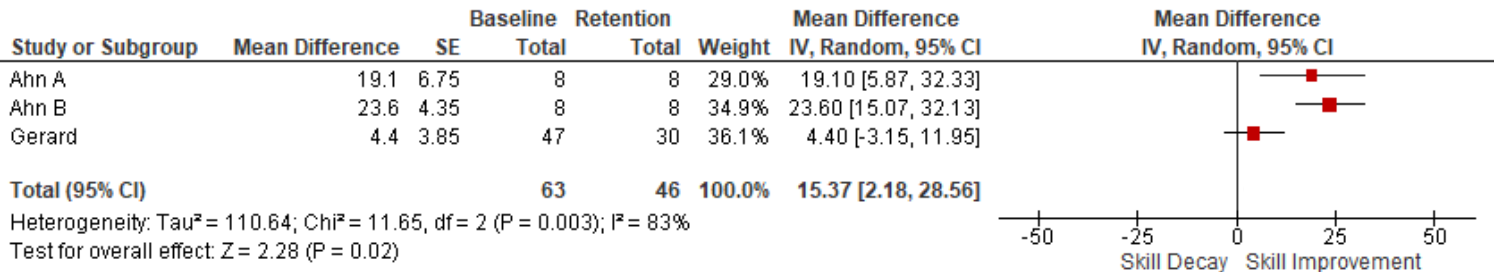 Baseline Retention Mean Difference Mean Difference
Study or Subgroup Mean Difference SE Total Total Weight IV, Random, 95% CI IV, Random, 95% CI
Ahn A 19.1 6.75 8 8 29.0% 19.10 [5.87, 32.33]
Ahn B 23.6 4.35 8 8 34.9% 23.60 [15.07, 32.13]
Gerard 4.4 3.85 47 30 36.1% 4.40 [-3.15, 11.95]
Total (95% CI) 63 46 100.0% 15.37 [2.18, 28.56]
Heterogeneity: Tau² = 110.64; Chi² = 11.65, df = 2 (P = 0.003); I² = 83%
Test for overall effect: Z = 2.28 (P = 0.02)
-50 -25 0 25 50
Skill Decay Skill Improvement